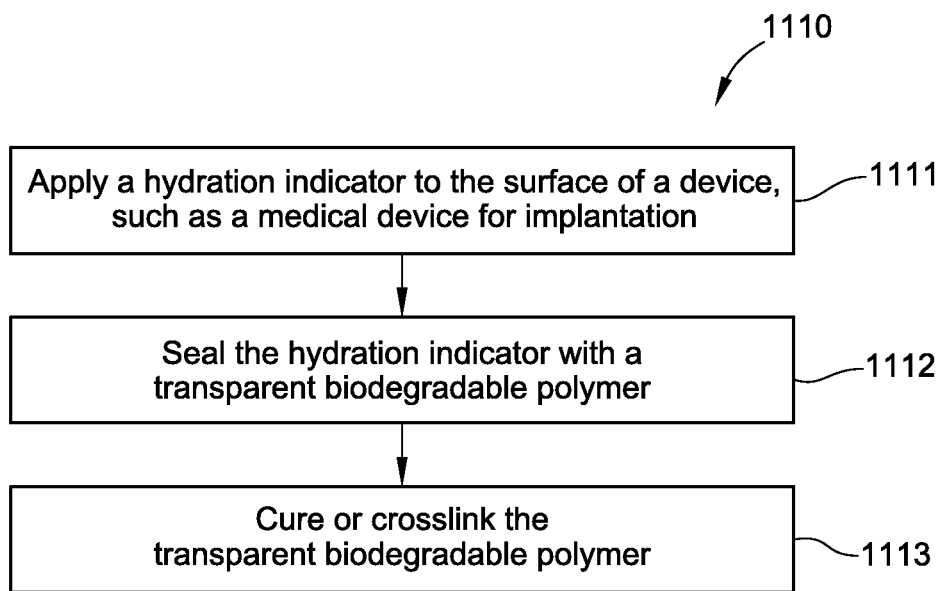 1110
Apply a hydration indicator to the surface of a device,
such as a medical device for implantation
1111
Seal the hydration indicator with a
transparent biodegradable polymer
1112
Cure or crosslink the
transparent biodegradable polymer
1113